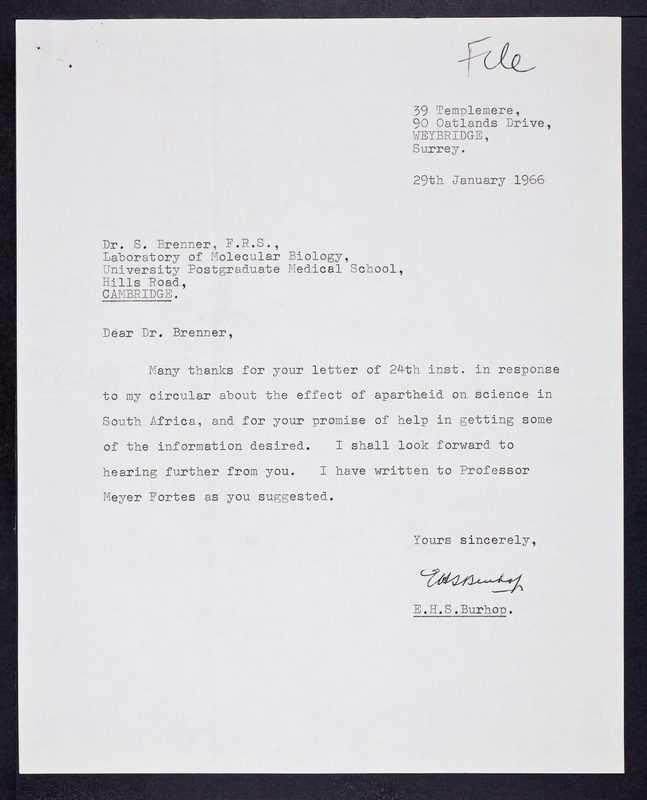 File
39 Templemere,
90 Oatlands Drive,
WEYBRIDGE,
Surrey.
29th January 1966
Dr. S. Brenner, F.R.S.,
Laboratory of Molecular Biology,
University Postgraduate Medical School,
Hills Road,
CAMBRIDGE.
Dear Dr. Brenner,
Many thanks for your letter of 24th inst. in response
to my circular about the effect of apartheid on science in
South Africa, and for your promise of help in getting some
of the information desired. I shall look forward to
hearing further from you. I have written to Professor
Meyer Fortes as you suggested.
Yours sincerely,
EHSBurhop
E.H.S.Burhop.